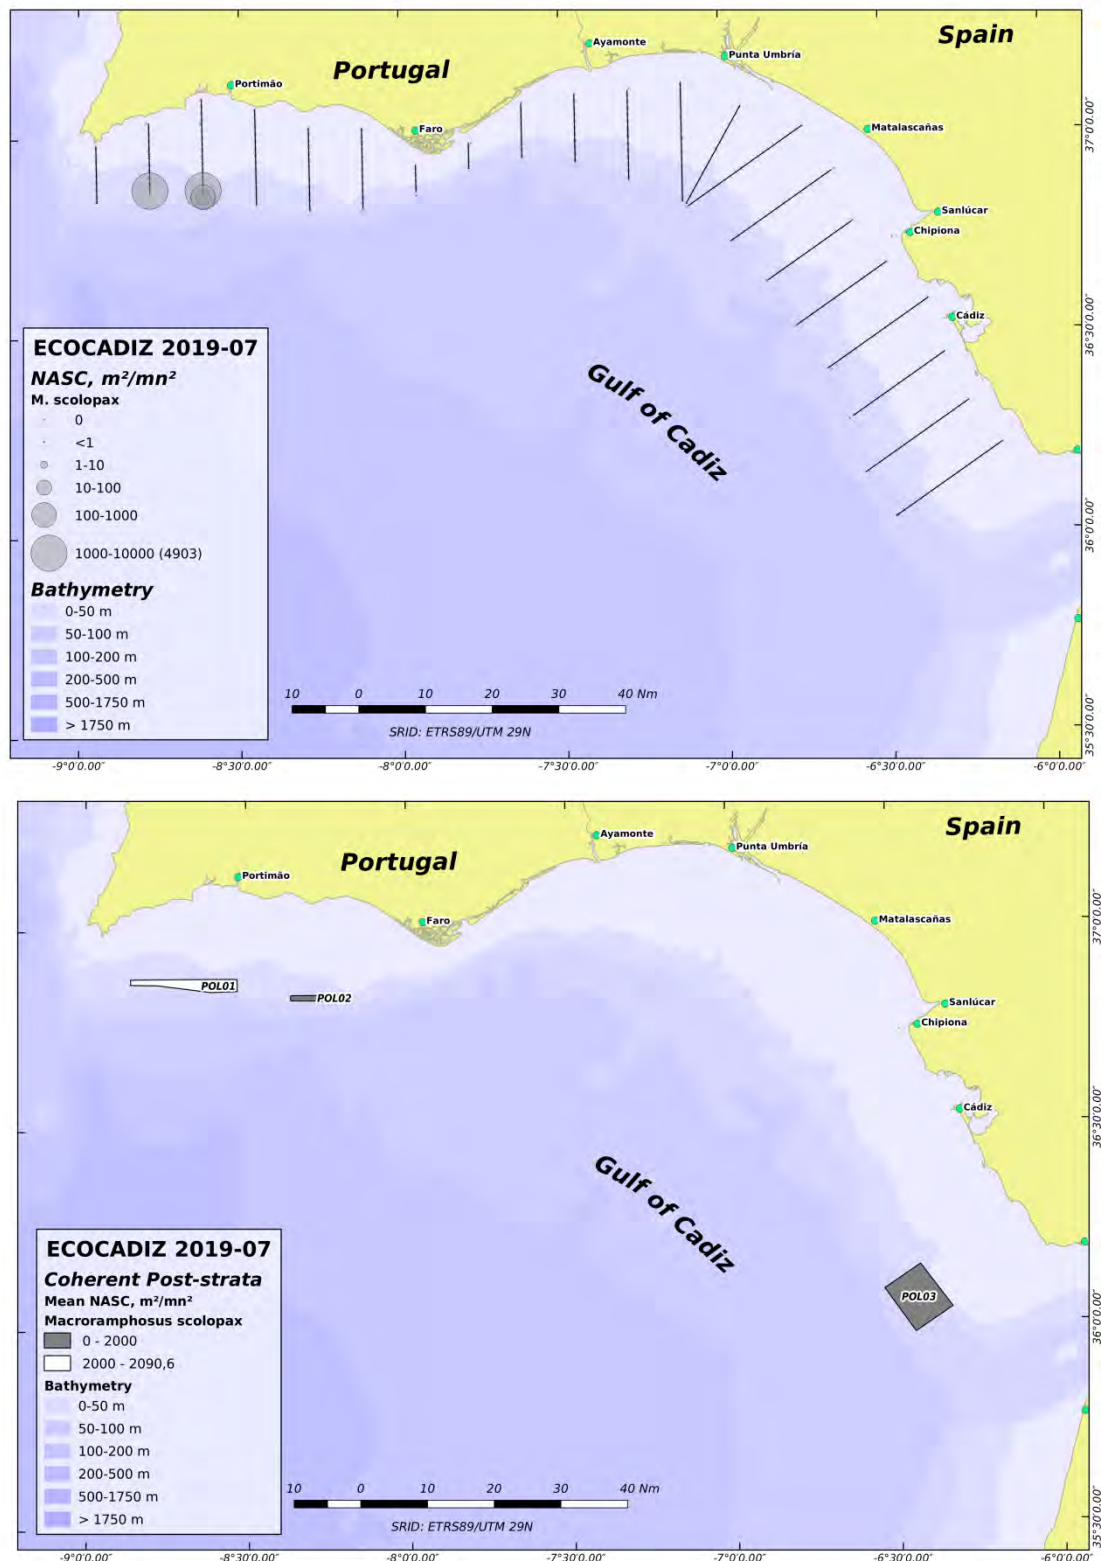 Spain
Portugal
Ayamonte
Punta Umbría
Portimão
Faro
Matalascañas
Sanlúcar
Chipiona
Cádiz
Gulf of Cadiz
37°0'0.00"
36°30'0.00"
36°0'0.00"
35°30'0.00"
ECOCADIZ 2019-07
NASC, m²/mn²
M. scolopax
0
<1
1-10
10-100
100-1000
1000-10000 (4903)
Bathymetry
0-50 m
50-100 m
100-200 m
200-500 m
500-1750 m
> 1750 m
10 0 10 20 30 40 Nm
SRID: ETRS89/UTM 29N
-9°0'0.00" -8°30'0.00" -8°0'0.00" -7°30'0.00" -7°0'0.00" -6°30'0.00" -6°0'0.00"
Spain
Portugal
Ayamonte
Punta Umbría
Portimão
Faro
Matalascañas
POL01
POL02
Sanlúcar
Chipiona
Cádiz
Gulf of Cadiz
POL03
37°0'0.00"
36°30'0.00"
36°0'0.00"
35°30'0.00"
ECOCADIZ 2019-07
Coherent Post-strata
Mean NASC, m²/mn²
Macroramphosus scolopax
0 - 2000
2000 - 2090,6
Bathymetry
0-50 m
50-100 m
100-200 m
200-500 m
500-1750 m
> 1750 m
10 0 10 20 30 40 Nm
SRID: ETRS89/UTM 29N
-9°0'0.00" -8°30'0.00" -8°0'0.00" -7°30'0.00" -7°0'0.00" -6°30'0.00" -6°0'0.00"